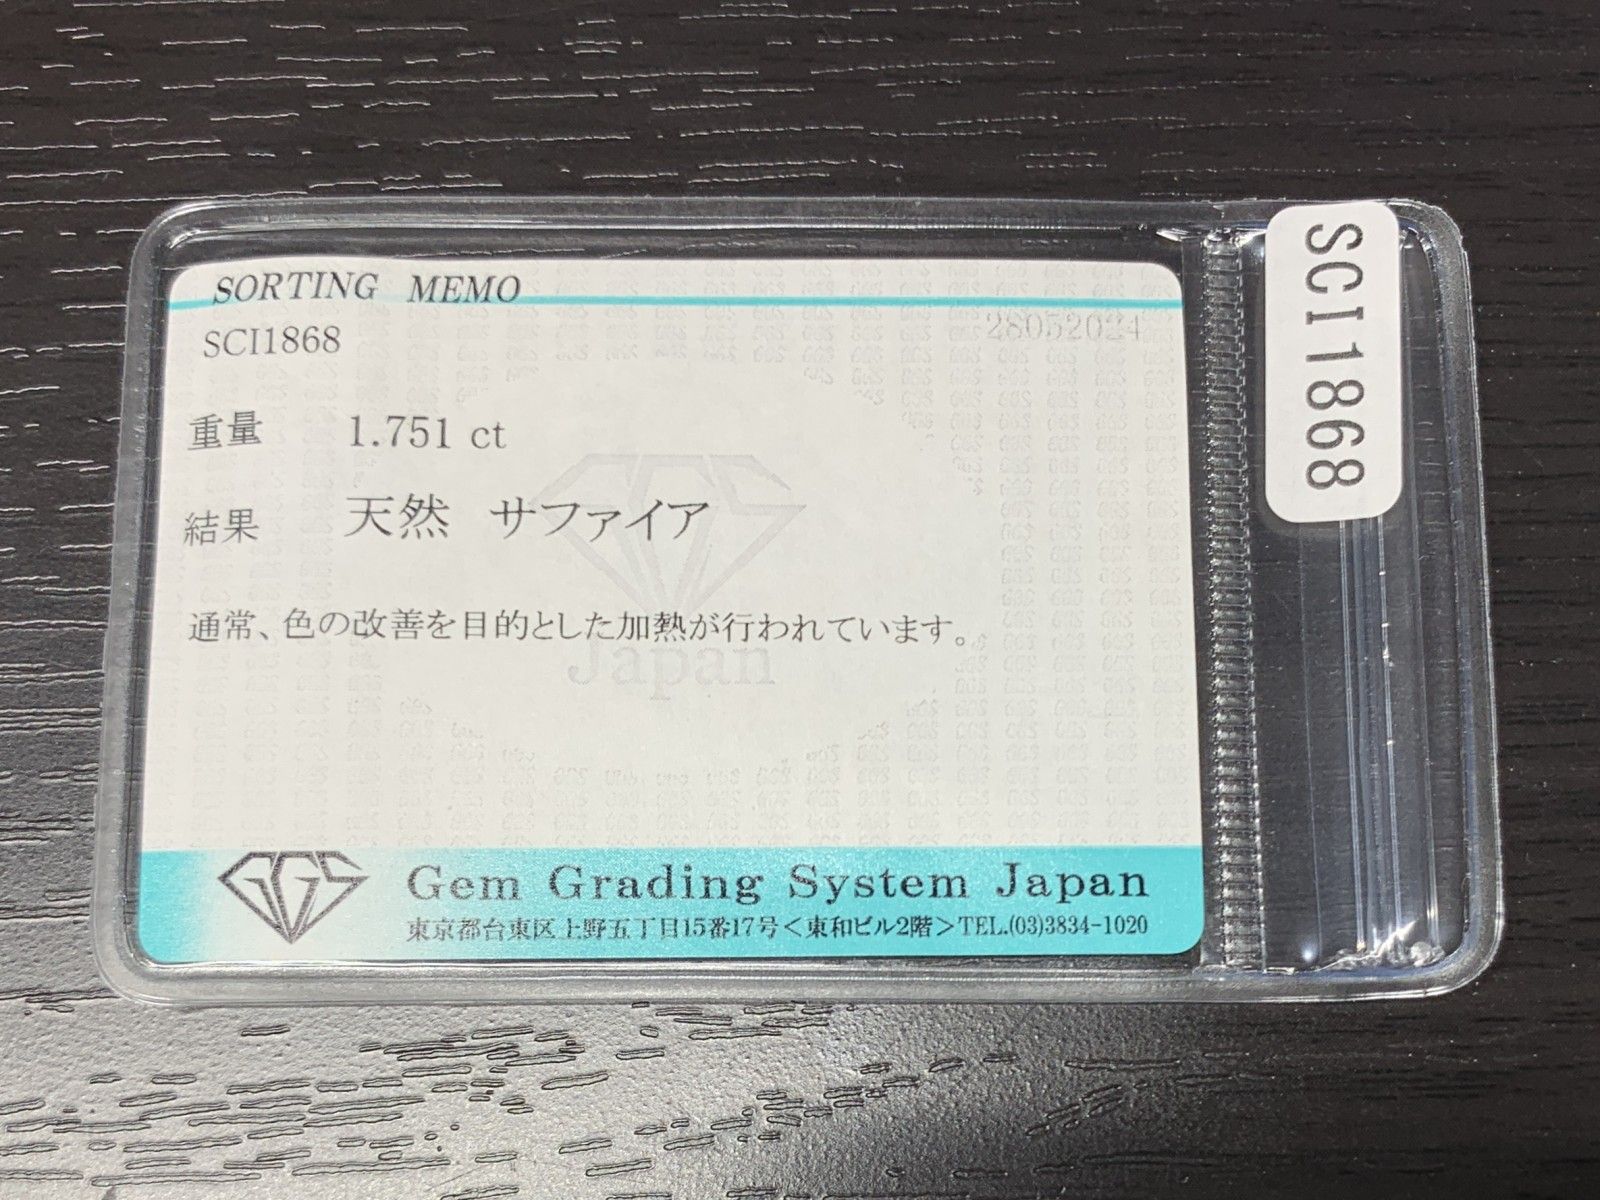 SORTING MEMO
SCI1868
28052024
重量 1.751 ct
結果 天然 サファイア
通常、色の改善を目的とした加熱が行われています。
Japan
GGS
Gem Grading System Japan
東京都台東区上野五丁目15番17号<東和ビル2階>TEL.(03)3834-1020
SCI1868